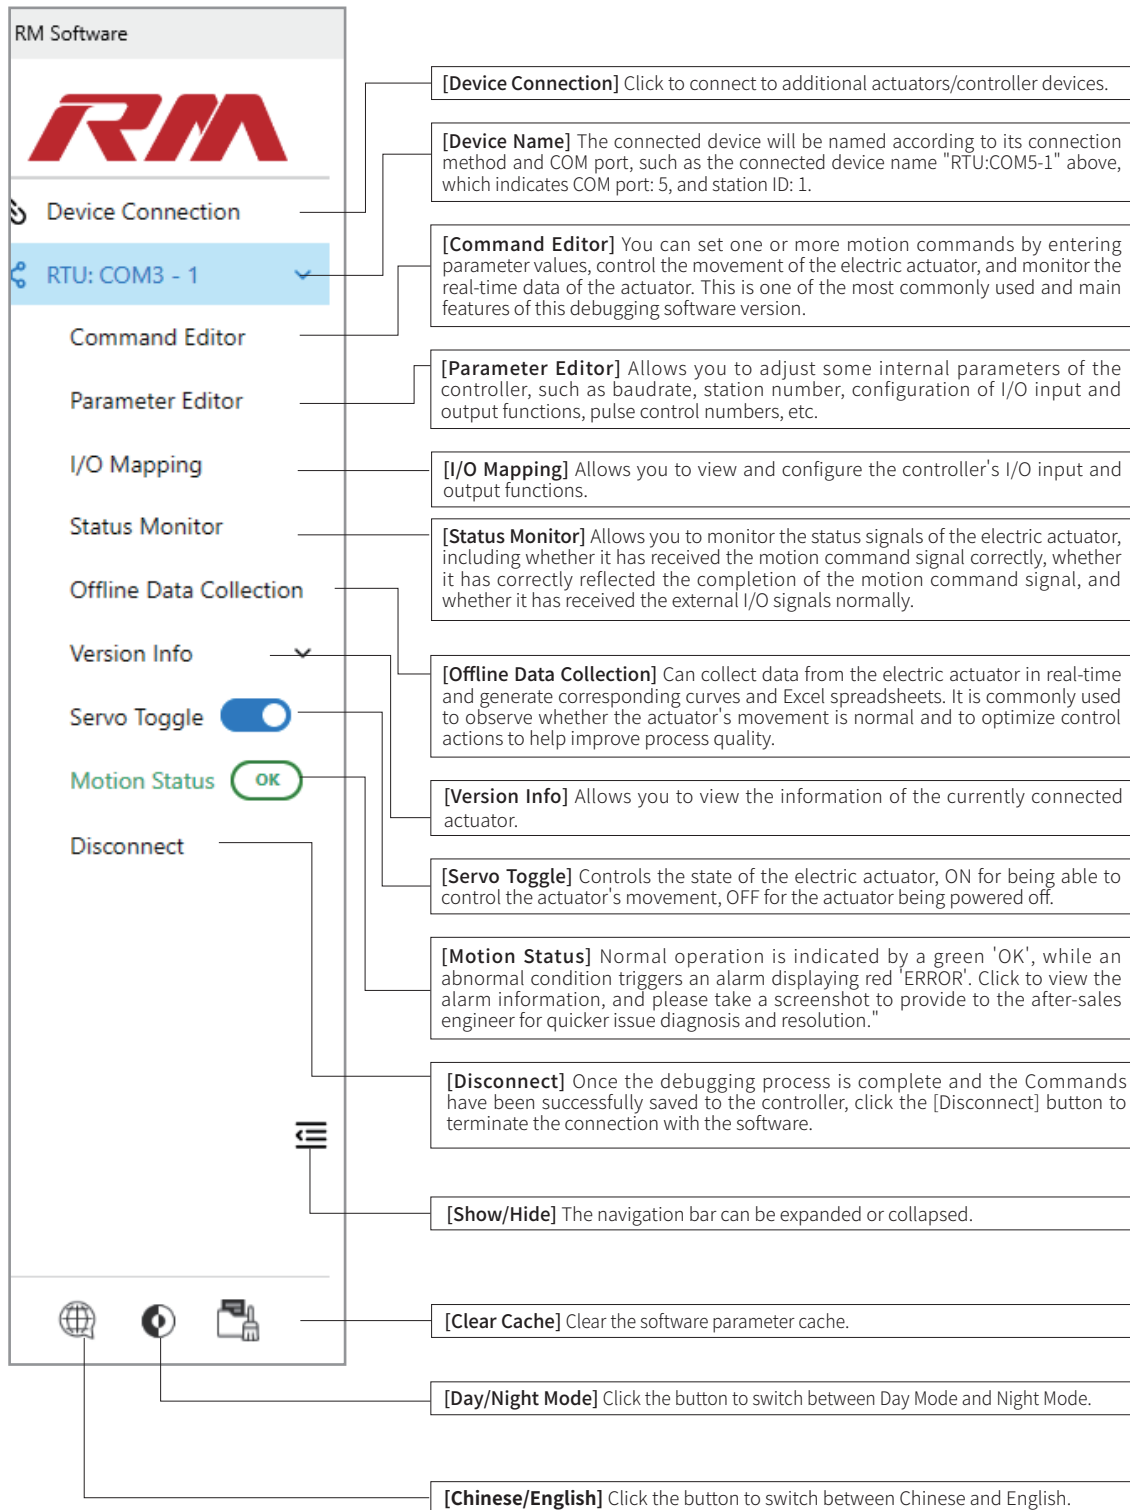 RM Software
RM
Device Connection
RTU: COM3 - 1
Command Editor
Parameter Editor
I/O Mapping
Status Monitor
Offline Data Collection
Version Info
Servo Toggle
Motion Status OK
Disconnect
[Device Connection] Click to connect to additional actuators/controller devices.
[Device Name] The connected device will be named according to its connection
method and COM port, such as the connected device name "RTU:COM5-1" above,
which indicates COM port: 5, and station ID: 1.
[Command Editor] You can set one or more motion commands by entering
parameter values, control the movement of the electric actuator, and monitor the
real-time data of the actuator. This is one of the most commonly used and main
features of this debugging software version.
[Parameter Editor] Allows you to adjust some internal parameters of the
controller, such as baudrate, station number, configuration of I/O input and
output functions, pulse control numbers, etc.
[I/O Mapping] Allows you to view and configure the controller's I/O input and
output functions.
[Status Monitor] Allows you to monitor the status signals of the electric actuator,
including whether it has received the motion command signal correctly, whether
it has correctly reflected the completion of the motion command signal, and
whether it has received the external I/O signals normally.
[Offline Data Collection] Can collect data from the electric actuator in real-time
and generate corresponding curves and Excel spreadsheets. It is commonly used
to observe whether the actuator's movement is normal and to optimize control
actions to help improve process quality.
[Version Info] Allows you to view the information of the currently connected
actuator.
[Servo Toggle] Controls the state of the electric actuator, ON for being able to
control the actuator's movement, OFF for the actuator being powered off.
[Motion Status] Normal operation is indicated by a green 'OK', while an
abnormal condition triggers an alarm displaying red 'ERROR'. Click to view the
alarm information, and please take a screenshot to provide to the after-sales
engineer for quicker issue diagnosis and resolution."
[Disconnect] Once the debugging process is complete and the Commands
have been successfully saved to the controller, click the [Disconnect] button to
terminate the connection with the software.
[Show/Hide] The navigation bar can be expanded or collapsed.
[Clear Cache] Clear the software parameter cache.
[Day/Night Mode] Click the button to switch between Day Mode and Night Mode.
[Chinese/English] Click the button to switch between Chinese and English.